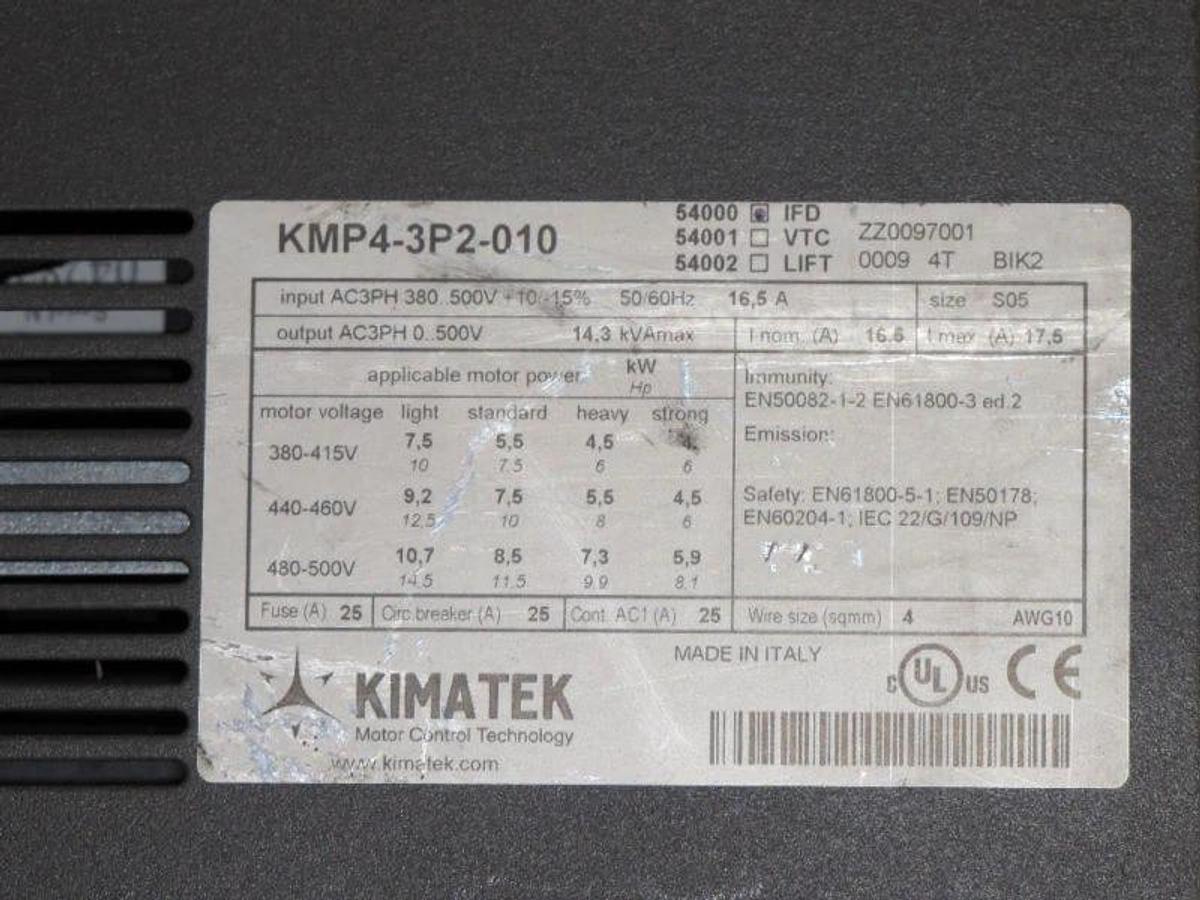 KMP4-3P2-010
54000 IFD
54001 VTC
54002 LIFT
ZZ0097001
0009 4T BIK2
input AC3PH 380..500V +10/-15% 50/60Hz 16,5 A size S05
output AC3PH 0..500V 14,3 kVAmax I nom. (A) 16.5 I max (A) 17,5
applicable motor power kW
Hp
motor voltage light standard heavy strong
380-415V 7,5 5,5 4,5
10 7.5 6 6
440-460V 9,2 7,5 5,5 4,5
12,5 10 8 6
480-500V 10,7 8,5 7,3 5,9
14.5 11.5 9.9 8.1
Immunity:
EN50082-1-2 EN61800-3 ed.2
Emission:
Safety: EN61800-5-1; EN50178;
EN60204-1; IEC 22/G/109/NP
Fuse (A) 25 Circ.breaker (A) 25 Cont. AC1 (A) 25 Wire size (sqmm) 4 AWG10
MADE IN ITALY
C UL US CE
KIMATEK
Motor Control Technology
www.kimatek.com